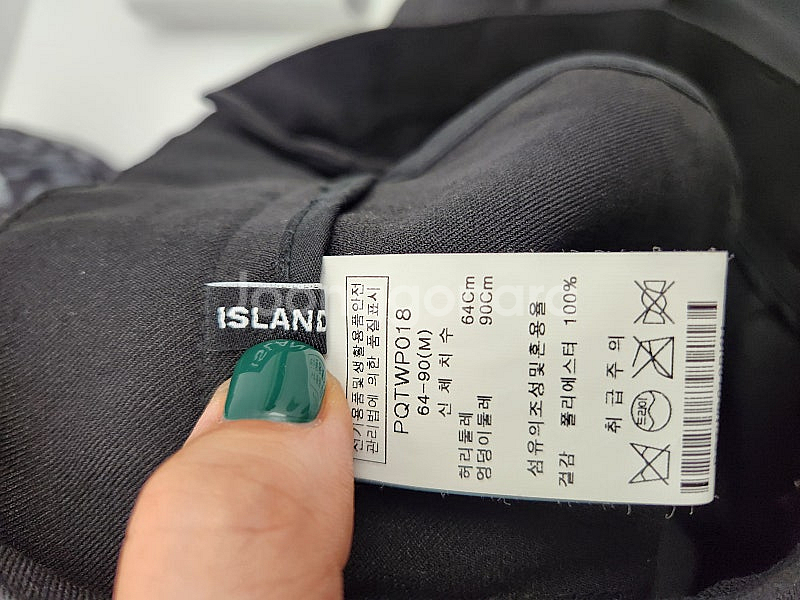 ISLAND
전기용품및생활용품안전
관리법에 의한 품질표시
PQTWP018
64-90(M)
신 체 치 수
허리둘레 64Cm
엉덩이둘레 90Cm
섬유의조성및혼용율
겉감 폴리에스터 100%
취 급 주 의
드라이
Joonggonara